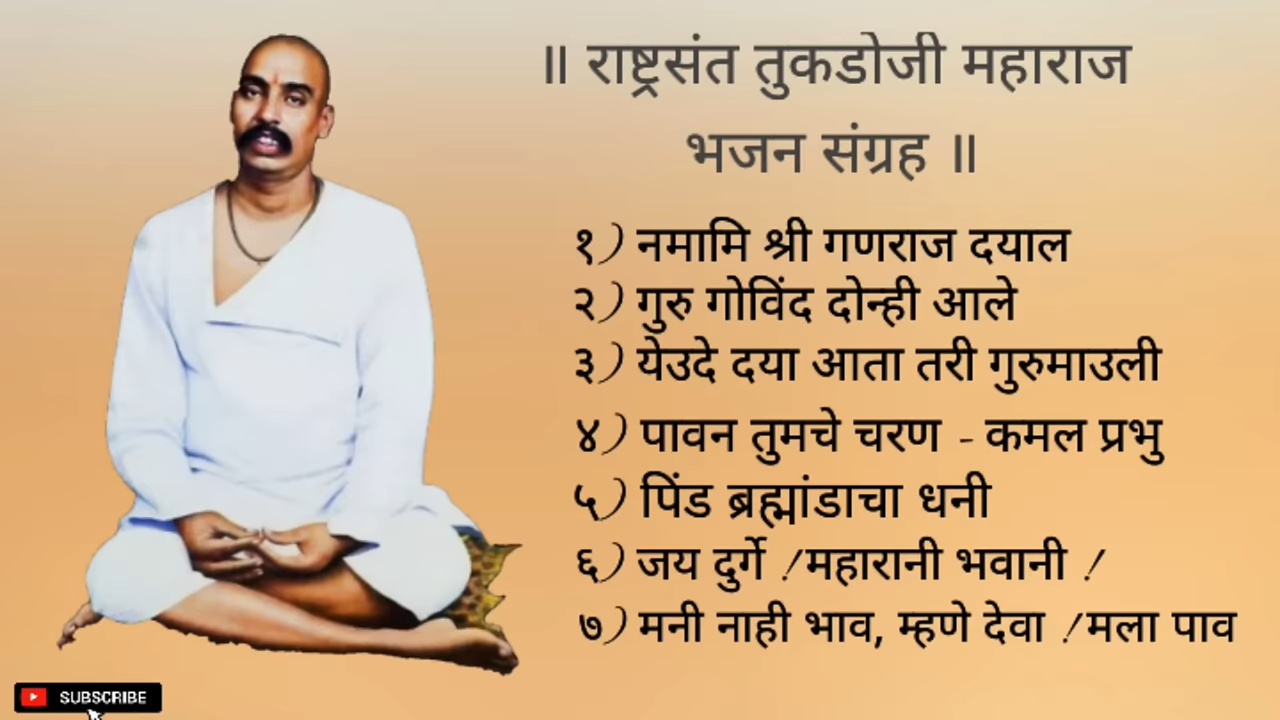 ॥ राष्ट्रसंत तुकडोजी महाराज
भजन संग्रह ॥
१) नमामि श्री गणराज दयाल
२) गुरु गोविंद दोन्ही आले
३) येउदे दया आता तरी गुरुमाउली
४) पावन तुमचे चरण - कमल प्रभु
५) पिंड ब्रह्मांडाचा धनी
६) जय दुर्गे ! महारानी भवानी !
७) मनी नाही भाव, म्हणे देवा ! मला पाव
SUBSCRIBE